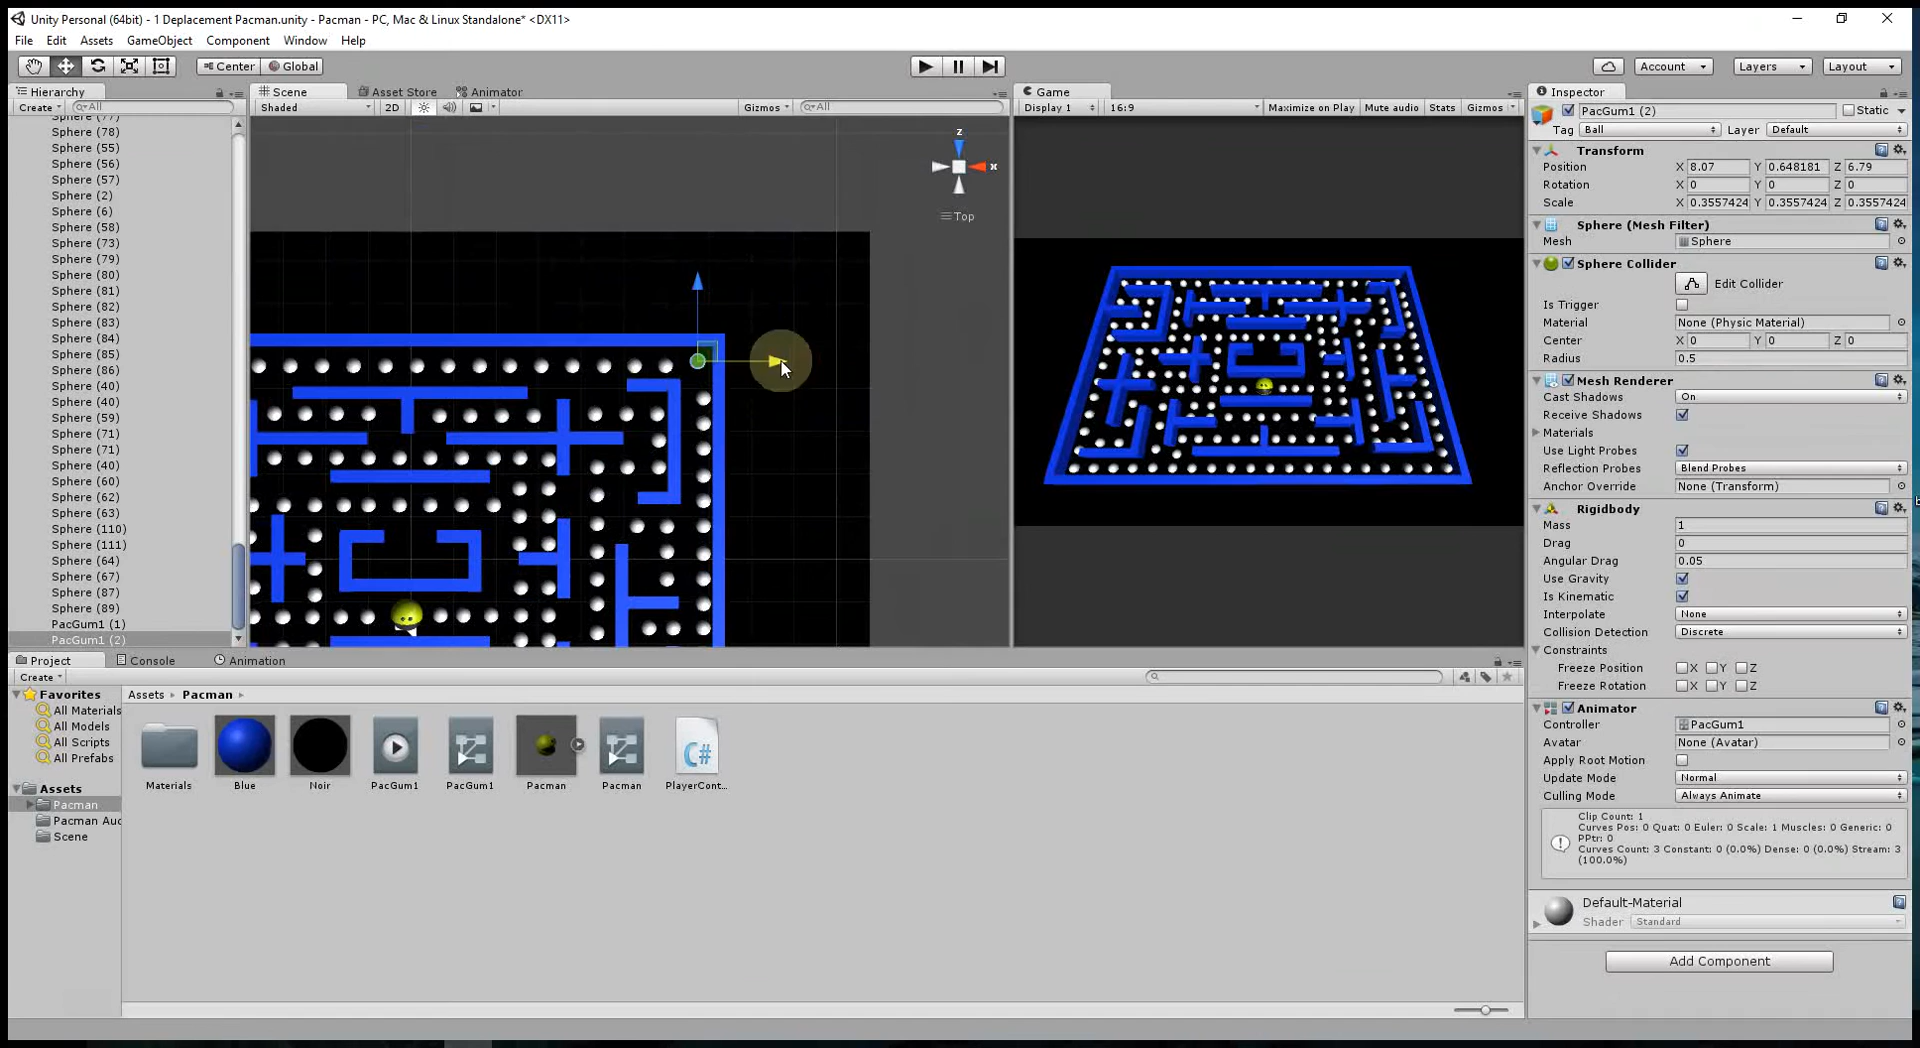 Unity Personal (64bit) - 1 Deplacement Pacman.unity - Pacman - PC, Mac & Linux Standalone* <DX11>
File Edit Assets GameObject Component Window Help
Center Global Account Layers Layout
Hierarchy Scene Asset Store Animator Game Inspector
Create All Shaded 2D Gizmos All Display 1 16:9 Maximize on Play Mute audio Stats Gizmos
Sphere (77)
Sphere (78)
Sphere (55)
Sphere (56)
Sphere (57)
Sphere (2)
Sphere (6)
Sphere (58)
Sphere (73)
Sphere (79)
Sphere (80)
Sphere (81)
Sphere (82)
Sphere (83)
Sphere (84)
Sphere (85)
Sphere (86)
Sphere (40)
Sphere (40)
Sphere (59)
Sphere (71)
Sphere (71)
Sphere (40)
Sphere (60)
Sphere (62)
Sphere (63)
Sphere (110)
Sphere (111)
Sphere (64)
Sphere (67)
Sphere (87)
Sphere (89)
PacGum1 (1)
PacGum1 (2)
z
x
Top
PacGum1 (2) Static
Tag Ball Layer Default
Transform
Position X 8.07 Y 0.648181 Z 6.79
Rotation X 0 Y 0 Z 0
Scale X 0.3557424 Y 0.3557424 Z 0.3557424
Sphere (Mesh Filter)
Mesh Sphere
Sphere Collider
Edit Collider
Is Trigger
Material None (Physic Material)
Center X 0 Y 0 Z 0
Radius 0.5
Mesh Renderer
Cast Shadows On
Receive Shadows
Materials
Use Light Probes
Reflection Probes Blend Probes
Anchor Override None (Transform)
Rigidbody
Mass 1
Drag 0
Angular Drag 0.05
Use Gravity
Is Kinematic
Interpolate None
Collision Detection Discrete
Constraints
Freeze Position X Y Z
Freeze Rotation X Y Z
Animator
Controller PacGum1
Avatar None (Avatar)
Apply Root Motion
Update Mode Normal
Culling Mode Always Animate
Clip Count: 1
Curves Pos: 0 Quat: 0 Euler: 0 Scale: 1 Muscles: 0 Generic: 0
PPtr: 0
Curves Count: 3 Constant: 0 (0.0%) Dense: 0 (0.0%) Stream: 3
(100.0%)
Default-Material
Shader Standard
Add Component
Project Console Animation
Create
Favorites
All Materials
All Models
All Scripts
All Prefabs
Assets
Pacman
Pacman Auc
Scene
Assets Pacman
Materials Blue Noir PacGum1 PacGum1 Pacman Pacman PlayerCont...
C#